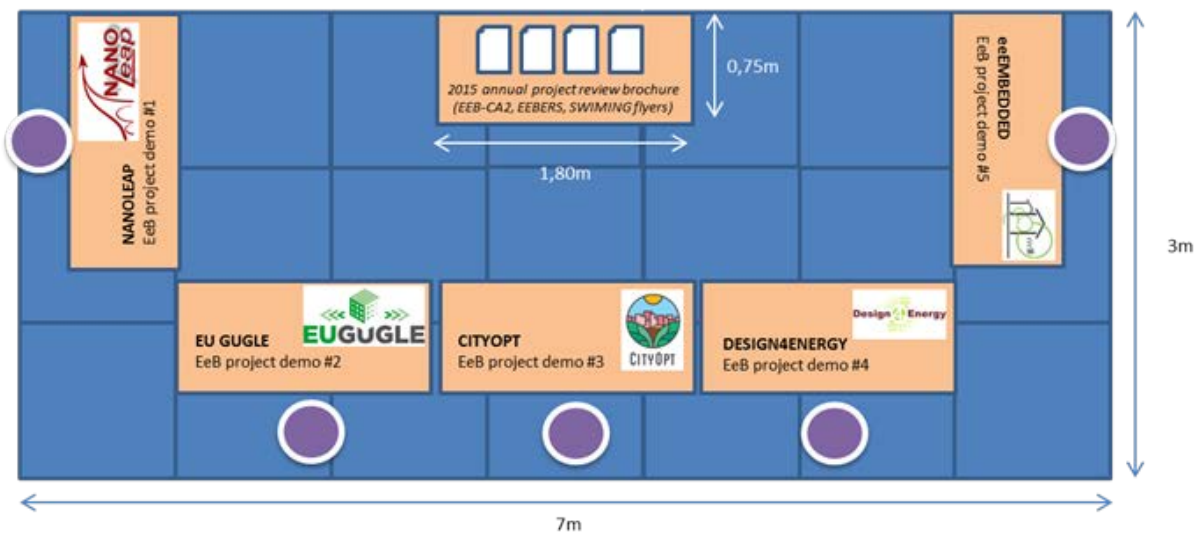 NANO
Leap
NANOLEAP
EeB project demo #1
2015 annual project review brochure
(EEB-CA2, EEBERS, SWIMING flyers)
0,75m
1,80m
eeEMBEDDED
EeB project demo #5
3m
EU GUGLE
EeB project demo #2
EUGUGLE
CITYOPT
EeB project demo #3
CITYOPT
DESIGN4ENERGY
EeB project demo #4
Design4Energy
7m